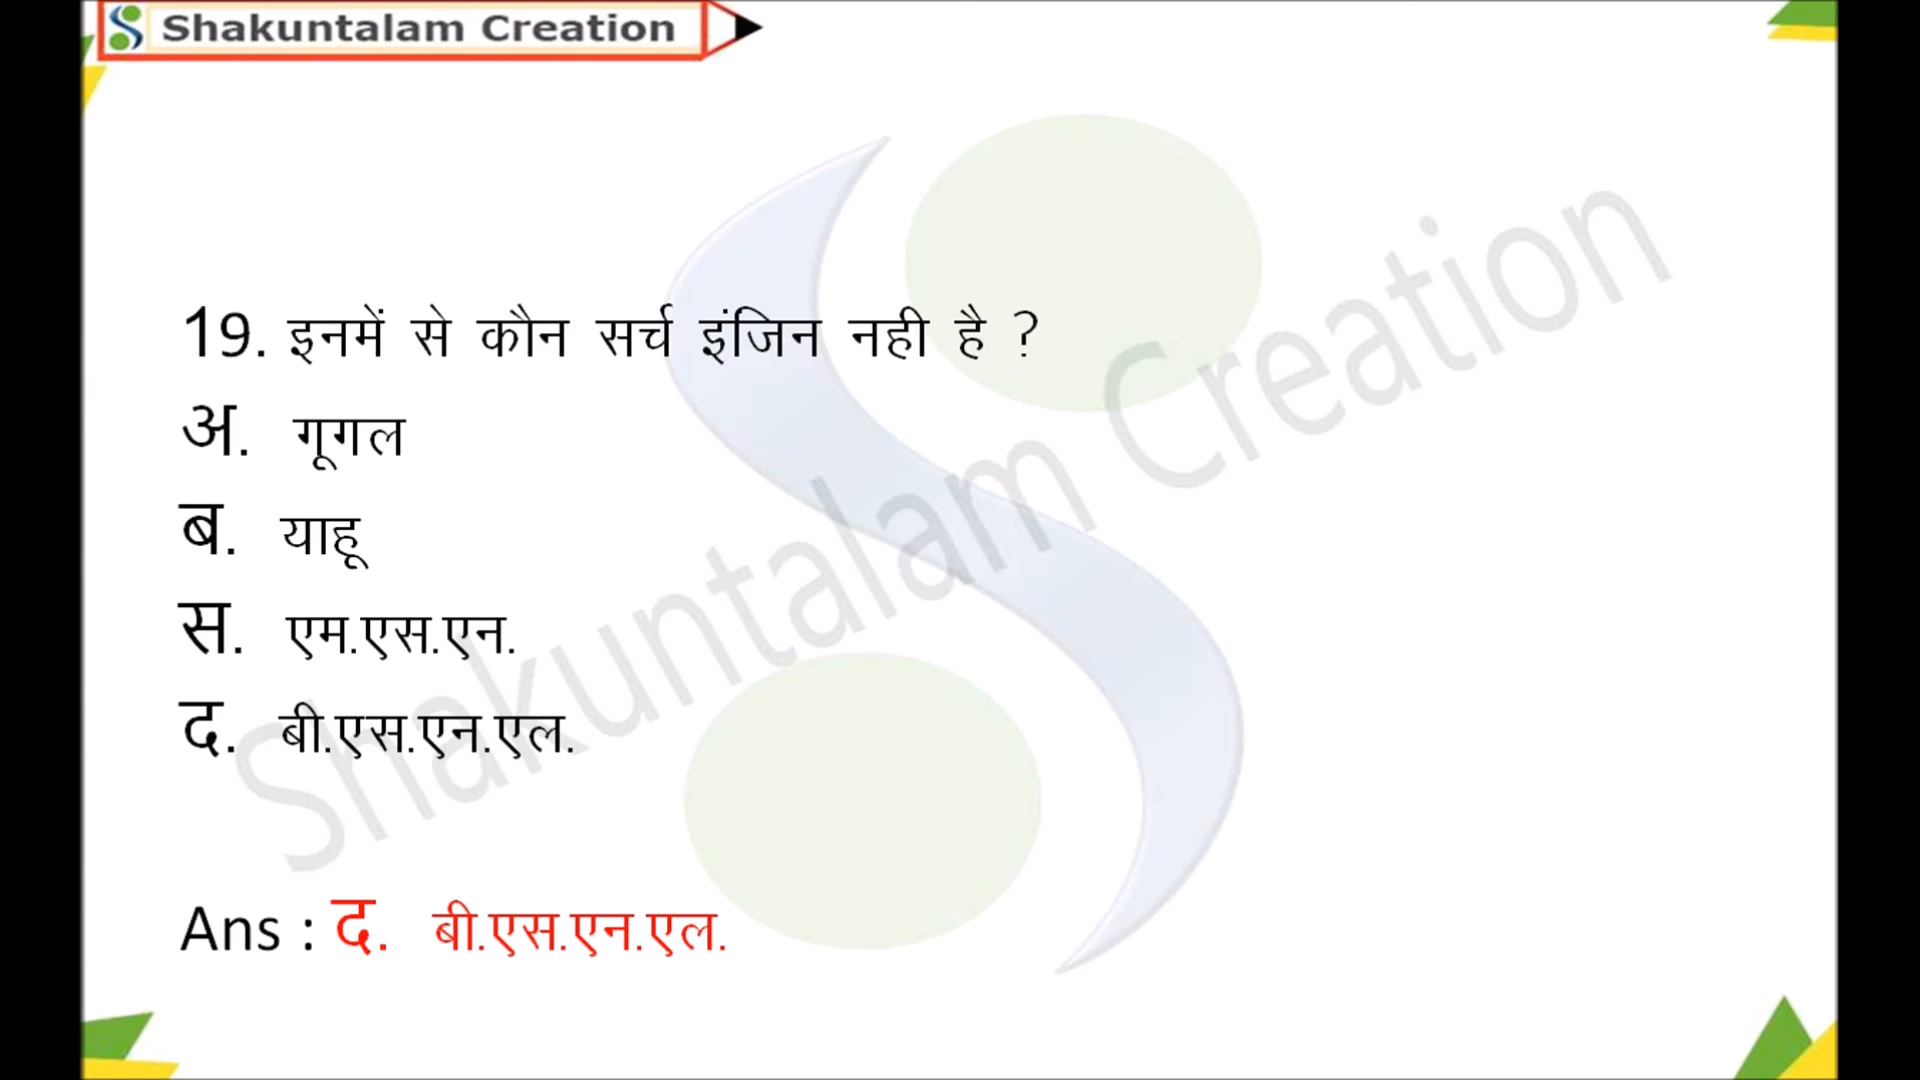 Shakuntalam Creation
19. इनमें से कौन सर्च इंजिन नही है ?
अ. गूगल
ब. याहू
स. एम.एस.एन.
द. बी.एस.एन.एल.
Ans : द. बी.एस.एन.एल.
Shakuntalam Creation